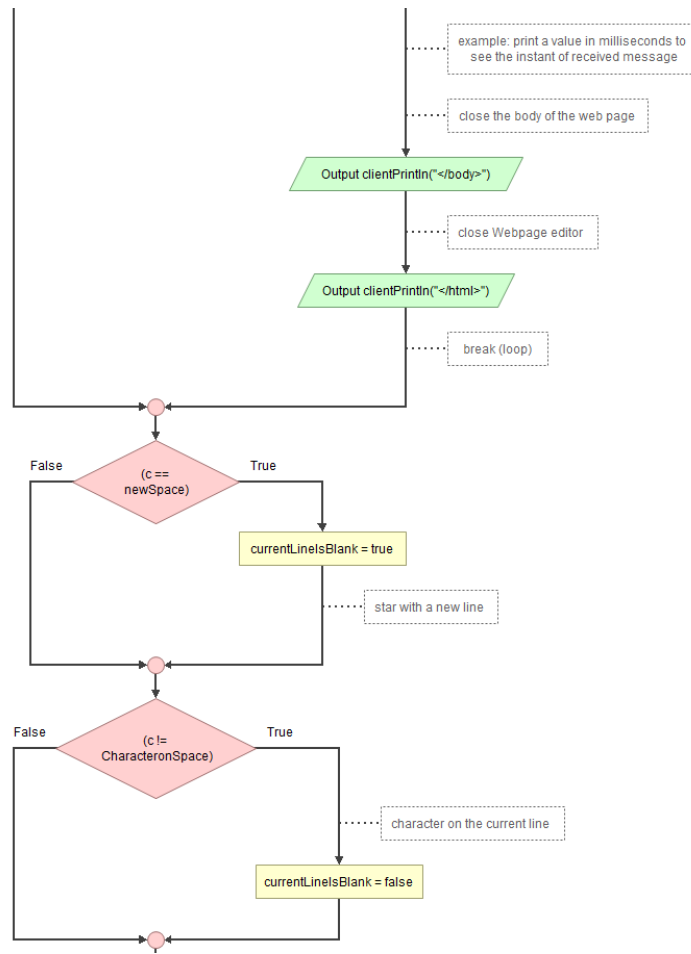 example: print a value in milliseconds to
see the instant of received message
close the body of the web page
Output clientPrintln("</body>")
close Webpage editor
Output clientPrintln("</html>")
break (loop)
False
(c ==
newSpace)
True
currentLineIsBlank = true
star with a new line
False
(c !=
CharacteronSpace)
True
character on the current line
currentLineIsBlank = false